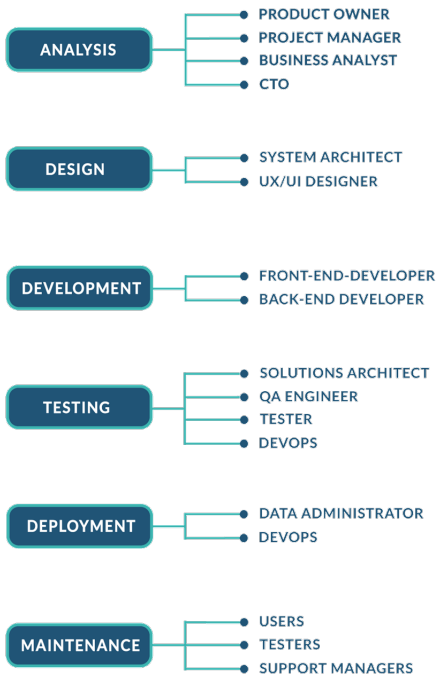 ANALYSIS
PRODUCT OWNER
PROJECT MANAGER
BUSINESS ANALYST
CTO
DESIGN
SYSTEM ARCHITECT
UX/UI DESIGNER
DEVELOPMENT
FRONT-END-DEVELOPER
BACK-END DEVELOPER
TESTING
SOLUTIONS ARCHITECT
QA ENGINEER
TESTER
DEVOPS
DEPLOYMENT
DATA ADMINISTRATOR
DEVOPS
MAINTENANCE
USERS
TESTERS
SUPPORT MANAGERS